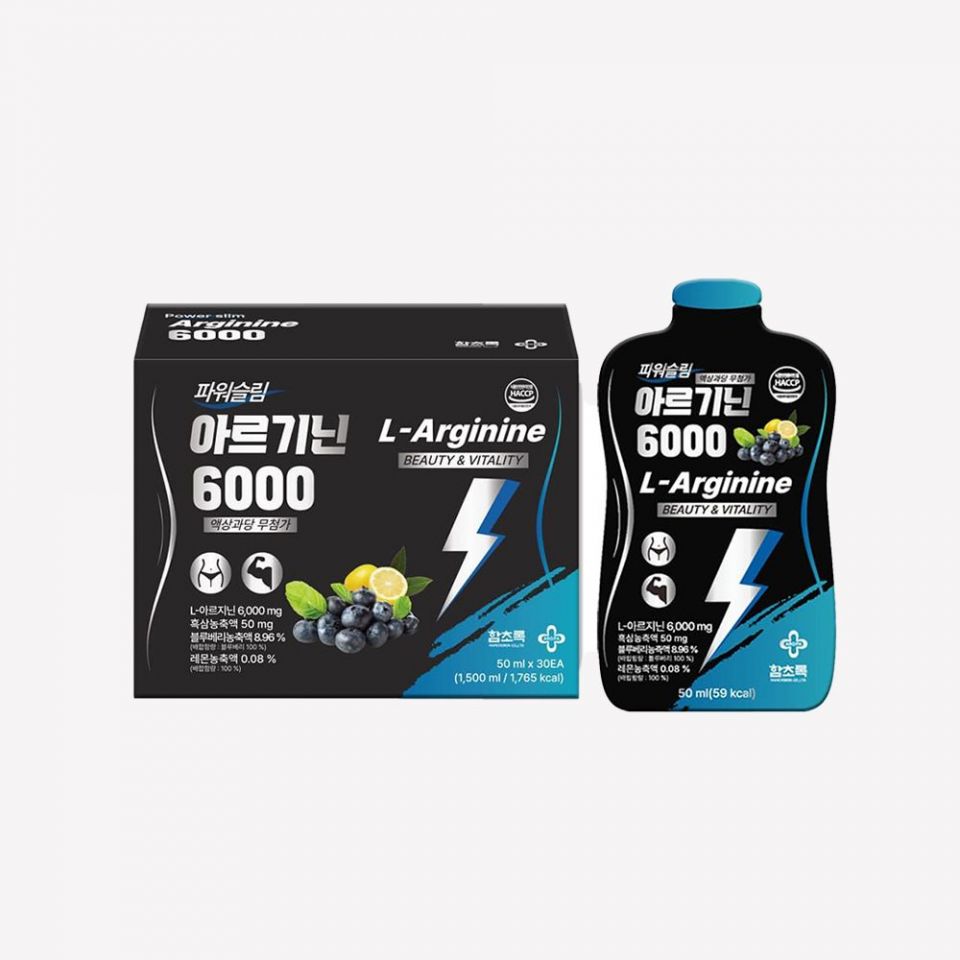 Power slim
Arginine
6000
함초록
파워슬림
아르기닌
6000
액상과당 무첨가
HACCP
L-Arginine
BEAUTY & VITALITY
L-아르지닌 6,000 mg
흑삼농축액 50 mg
블루베리농축액 8.96 %
(배합함량 : 블루베리 100 %)
레몬농축액 0.08 %
(배합함량 : 100 %)
함초록
50 ml x 30EA
(1,500 ml / 1,765 kcal)
파워슬림
액상과당 무첨가
아르기닌
6000
HACCP
L-Arginine
BEAUTY & VITALITY
L-아르지닌 6,000 mg
흑삼농축액 50 mg
블루베리농축액 8.96 %
(배합함량 : 블루베리 100 %)
레몬농축액 0.08 %
(배합함량 : 100 %)
함초록
50 ml(59 kcal)